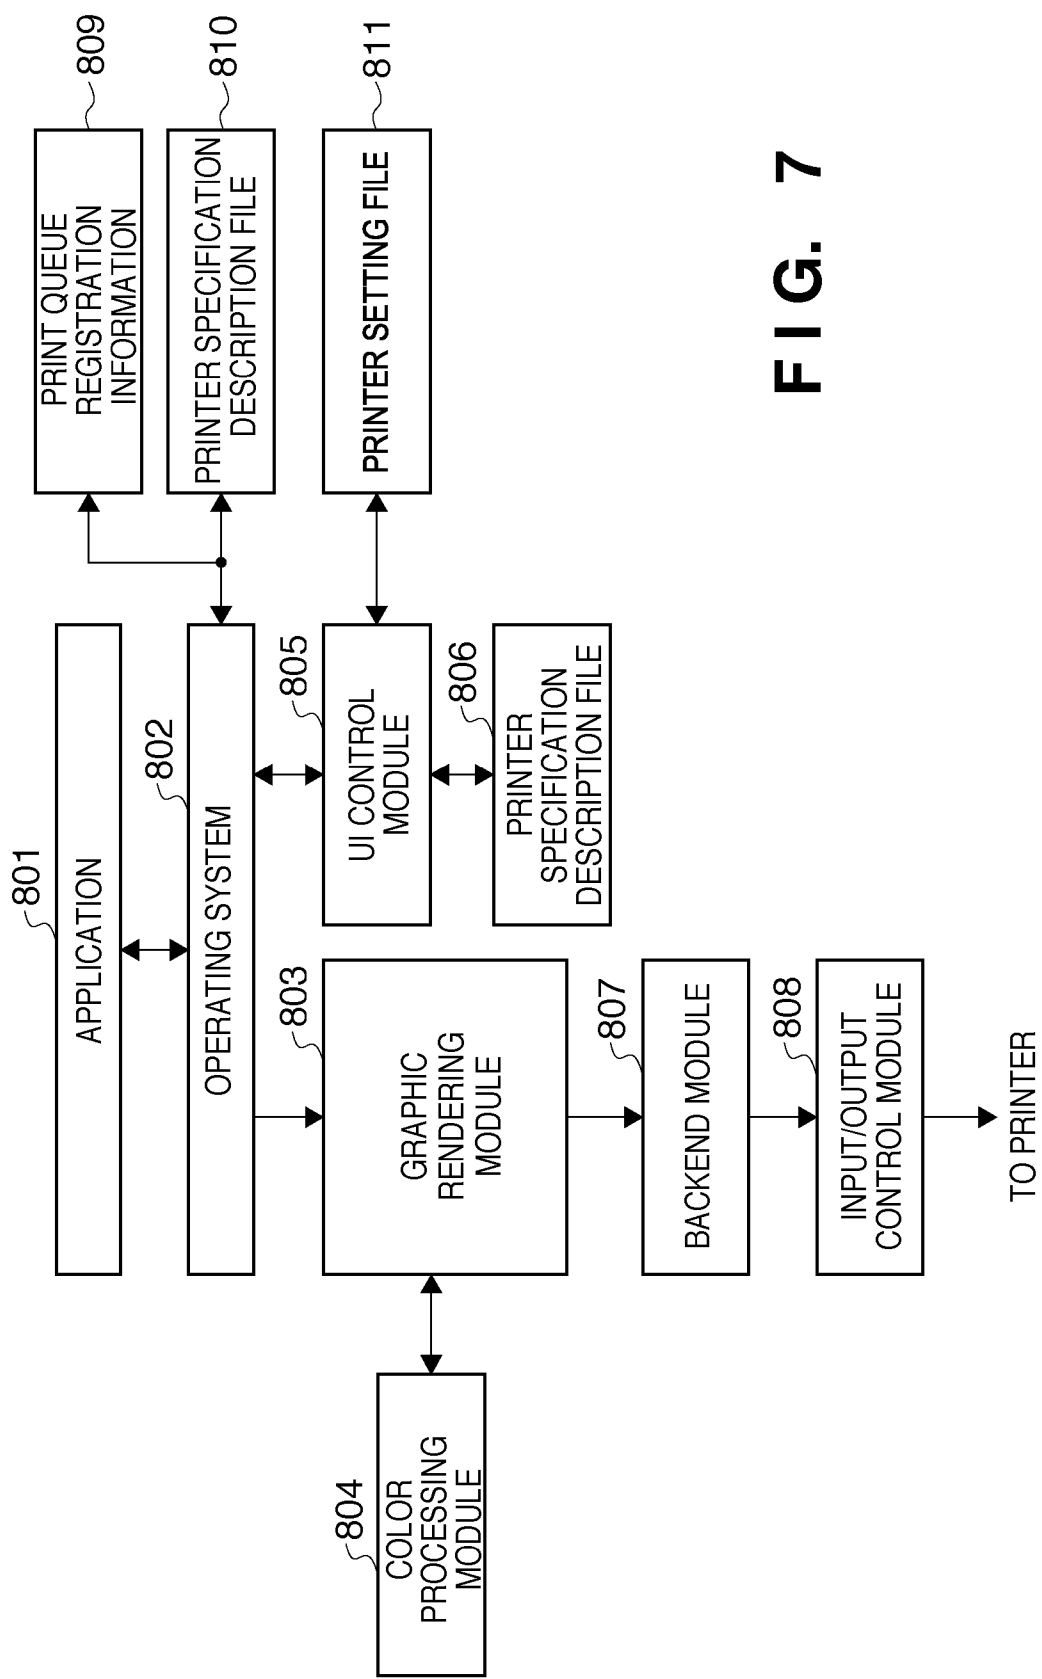 801
APPLICATION
802
OPERATING SYSTEM
809
PRINT QUEUE
REGISTRATION
INFORMATION
810
PRINTER SPECIFICATION
DESCRIPTION FILE
804
COLOR
PROCESSING
MODULE
803
GRAPHIC
RENDERING
MODULE
805
UI CONTROL
MODULE
811
PRINTER SETTING FILE
806
PRINTER
SPECIFICATION
DESCRIPTION FILE
807
BACKEND MODULE
808
INPUT/OUTPUT
CONTROL MODULE
TO PRINTER
FIG. 7